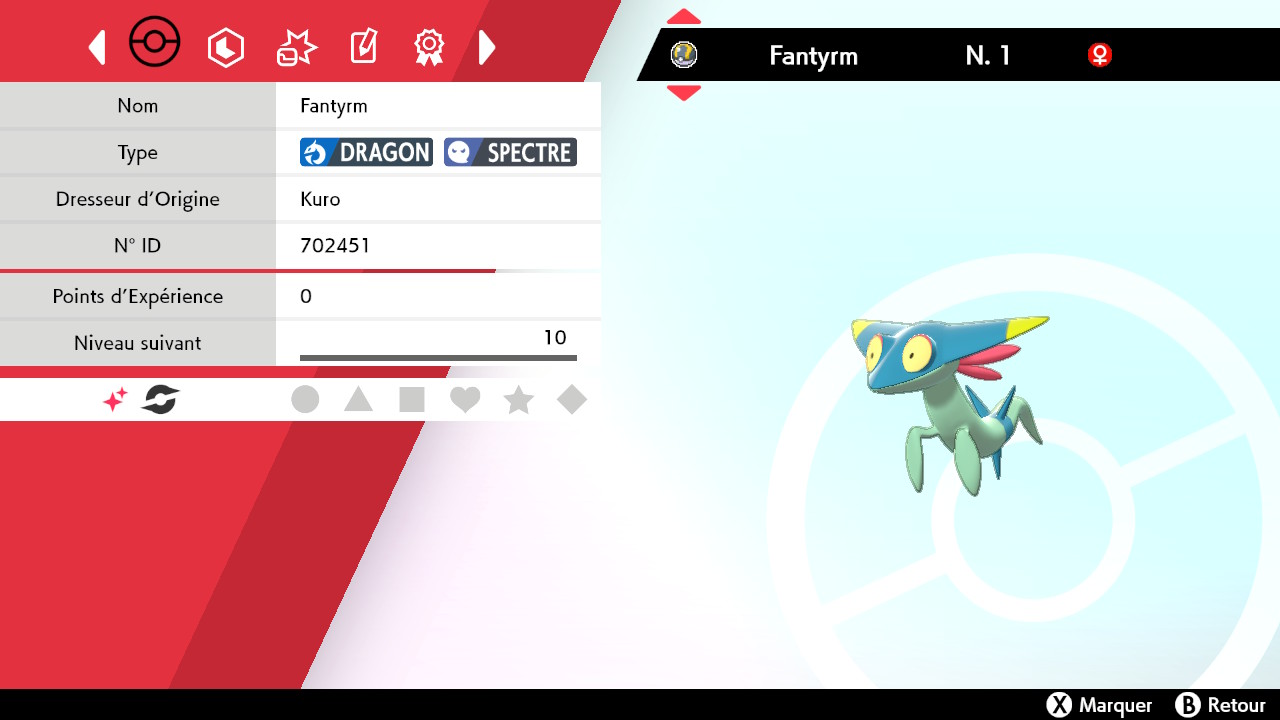 Fantyrm N. 1
Nom Fantyrm
Type DRAGON SPECTRE
Dresseur d'Origine Kuro
N° ID 702451
Points d'Expérience 0
Niveau suivant 10
X Marquer B Retour